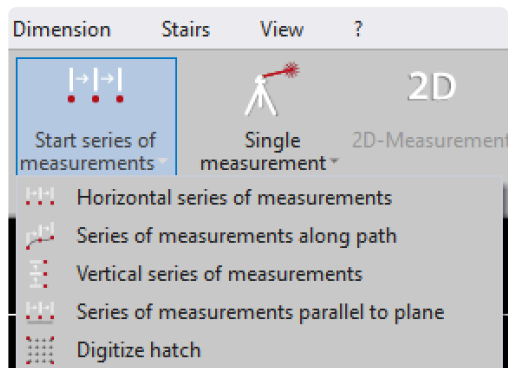 Dimension Stairs View ?
2D
Start series of measurements
Single measurement
2D-Measurement
Horizontal series of measurements
Series of measurements along path
Vertical series of measurements
Series of measurements parallel to plane
Digitize hatch